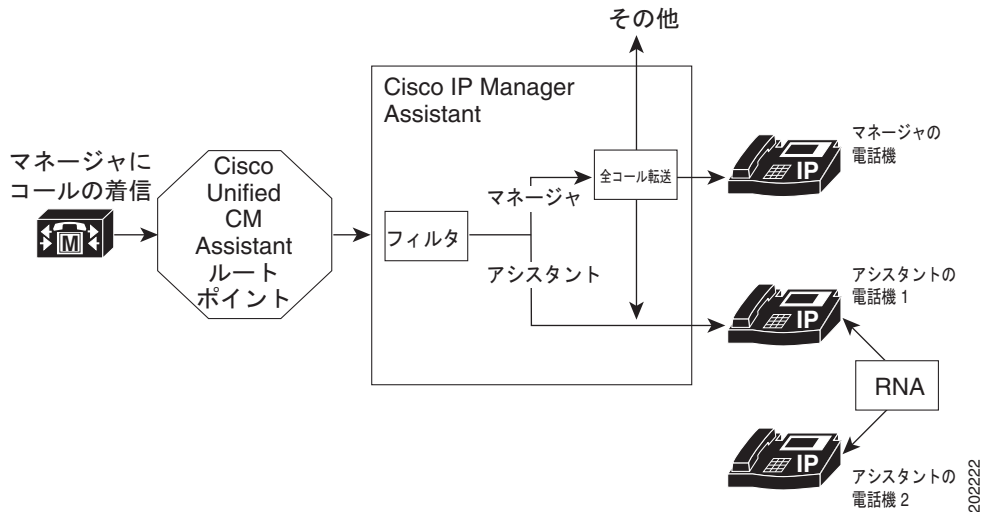 その他
Cisco IP Manager
Assistant
マネージャに
コールの着信
M
Cisco
Unified
CM
Assistant
ルート
ポイント
フィルタ
マネージャ
アシスタント
全コール転送
IP
マネージャの
電話機
IP
アシスタントの
電話機 1
RNA
IP
アシスタントの
電話機 2
202222